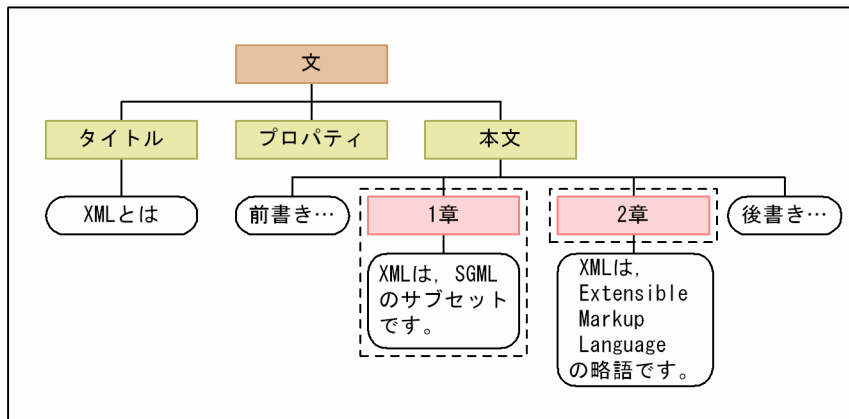 文
タイトル
プロパティ
本文
XMLとは
前書き…
1章
2章
後書き…
XMLは, SGML
のサブセット
です。
XMLは,
Extensible
Markup
Language
の略語です。